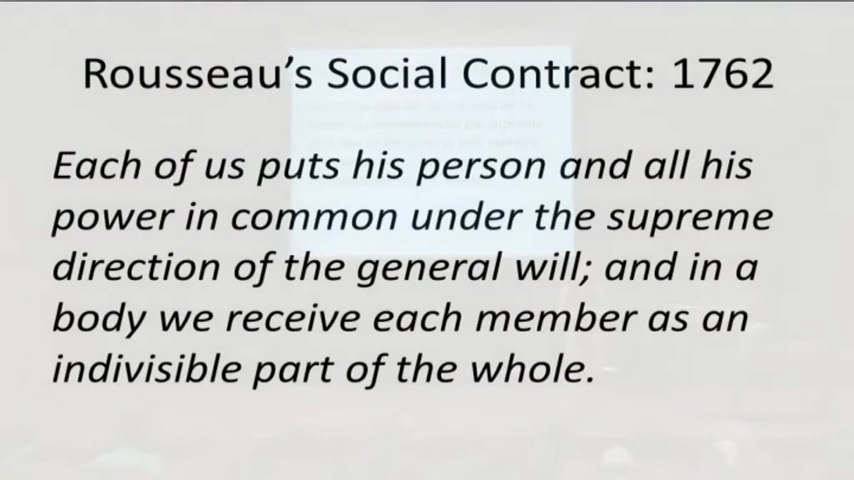 Rousseau's Social Contract: 1762
Each of us puts his person and all his
power in common under the supreme
direction of the general will; and in a
body we receive each member as an
indivisible part of the whole.